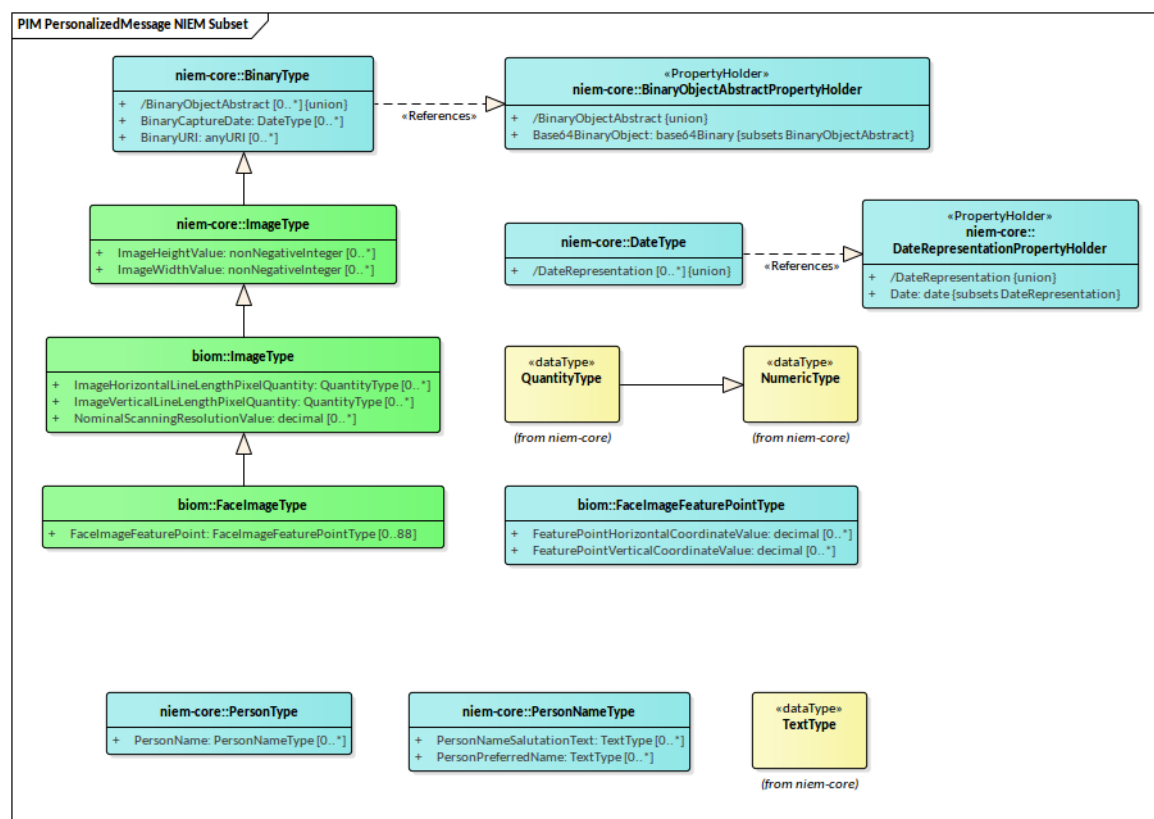 PIM PersonalizedMessage NIEM Subset
niem-core::BinaryType
+ /BinaryObjectAbstract [0..*] {union}
+ BinaryCaptureDate: DateType [0..*]
+ BinaryURI: anyURI [0..*]
«References»
«PropertyHolder»
niem-core::BinaryObjectAbstractPropertyHolder
+ /BinaryObjectAbstract {union}
+ Base64BinaryObject: base64Binary {subsets BinaryObjectAbstract}
niem-core::ImageType
+ ImageHeightValue: nonNegativeInteger [0..*]
+ ImageWidthValue: nonNegativeInteger [0..*]
niem-core::DateType
+ /DateRepresentation [0..*] {union}
«References»
«PropertyHolder»
niem-core::
DateRepresentationPropertyHolder
+ /DateRepresentation {union}
+ Date: date {subsets DateRepresentation}
biom::ImageType
+ ImageHorizontalLineLengthPixelQuantity: QuantityType [0..*]
+ ImageVerticalLineLengthPixelQuantity: QuantityType [0..*]
+ NominalScanningResolutionValue: decimal [0..*]
«dataType»
QuantityType
(from niem-core)
«dataType»
NumericType
(from niem-core)
biom::FaceImageType
+ FaceImageFeaturePoint: FaceImageFeaturePointType [0..88]
biom::FaceImageFeaturePointType
+ FeaturePointHorizontalCoordinateValue: decimal [0..*]
+ FeaturePointVerticalCoordinateValue: decimal [0..*]
niem-core::PersonType
+ PersonName: PersonNameType [0..*]
niem-core::PersonNameType
+ PersonNameSalutationText: TextType [0..*]
+ PersonPreferredName: TextType [0..*]
«dataType»
TextType
(from niem-core)